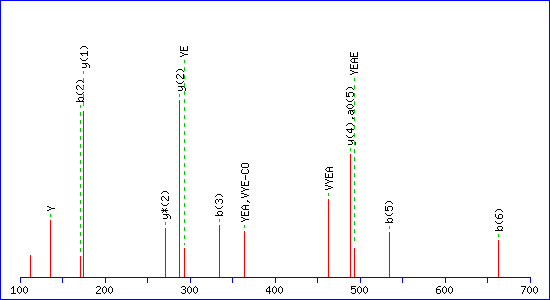 Y
b(2)
y(1)
y*(2)
y(2)
YE
b(3)
YEA,VYE-CO
VYEA
y(4),a0(5)
YEAE
b(5)
b(6)
100 200 300 400 500 600 700